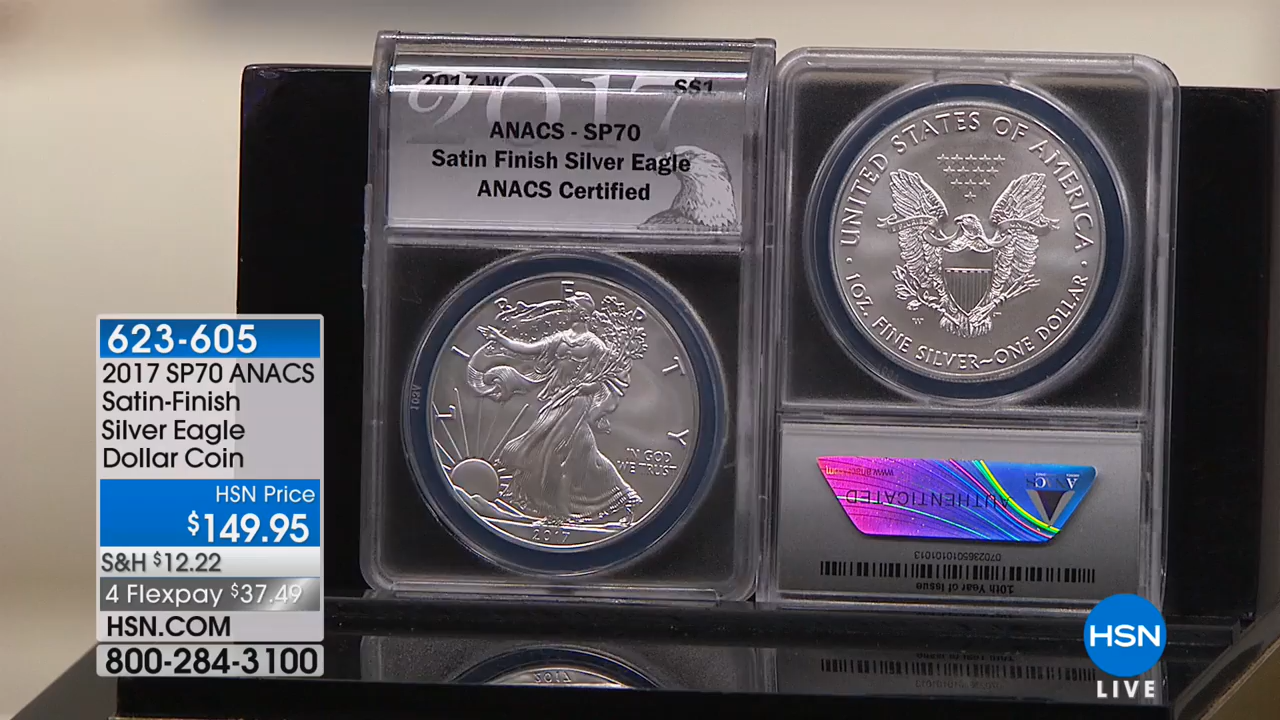 623-605
2017 SP70 ANACS
Satin-Finish
Silver Eagle
Dollar Coin
HSN Price
$149.95
S&H $12.22
4 Flexpay $37.49
HSN.COM
800-284-3100
2017
2017-W S$1
ANACS - SP70
Satin Finish Silver Eagle
ANACS Certified
LIBERTY
IN GOD
WE TRUST
2017
UNITED STATES OF AMERICA
1 OZ. FINE SILVER~ONE DOLLAR
ANACS
AUTHENTICATED
0702365010101013
10th Year of Issue
HSN
LIVE